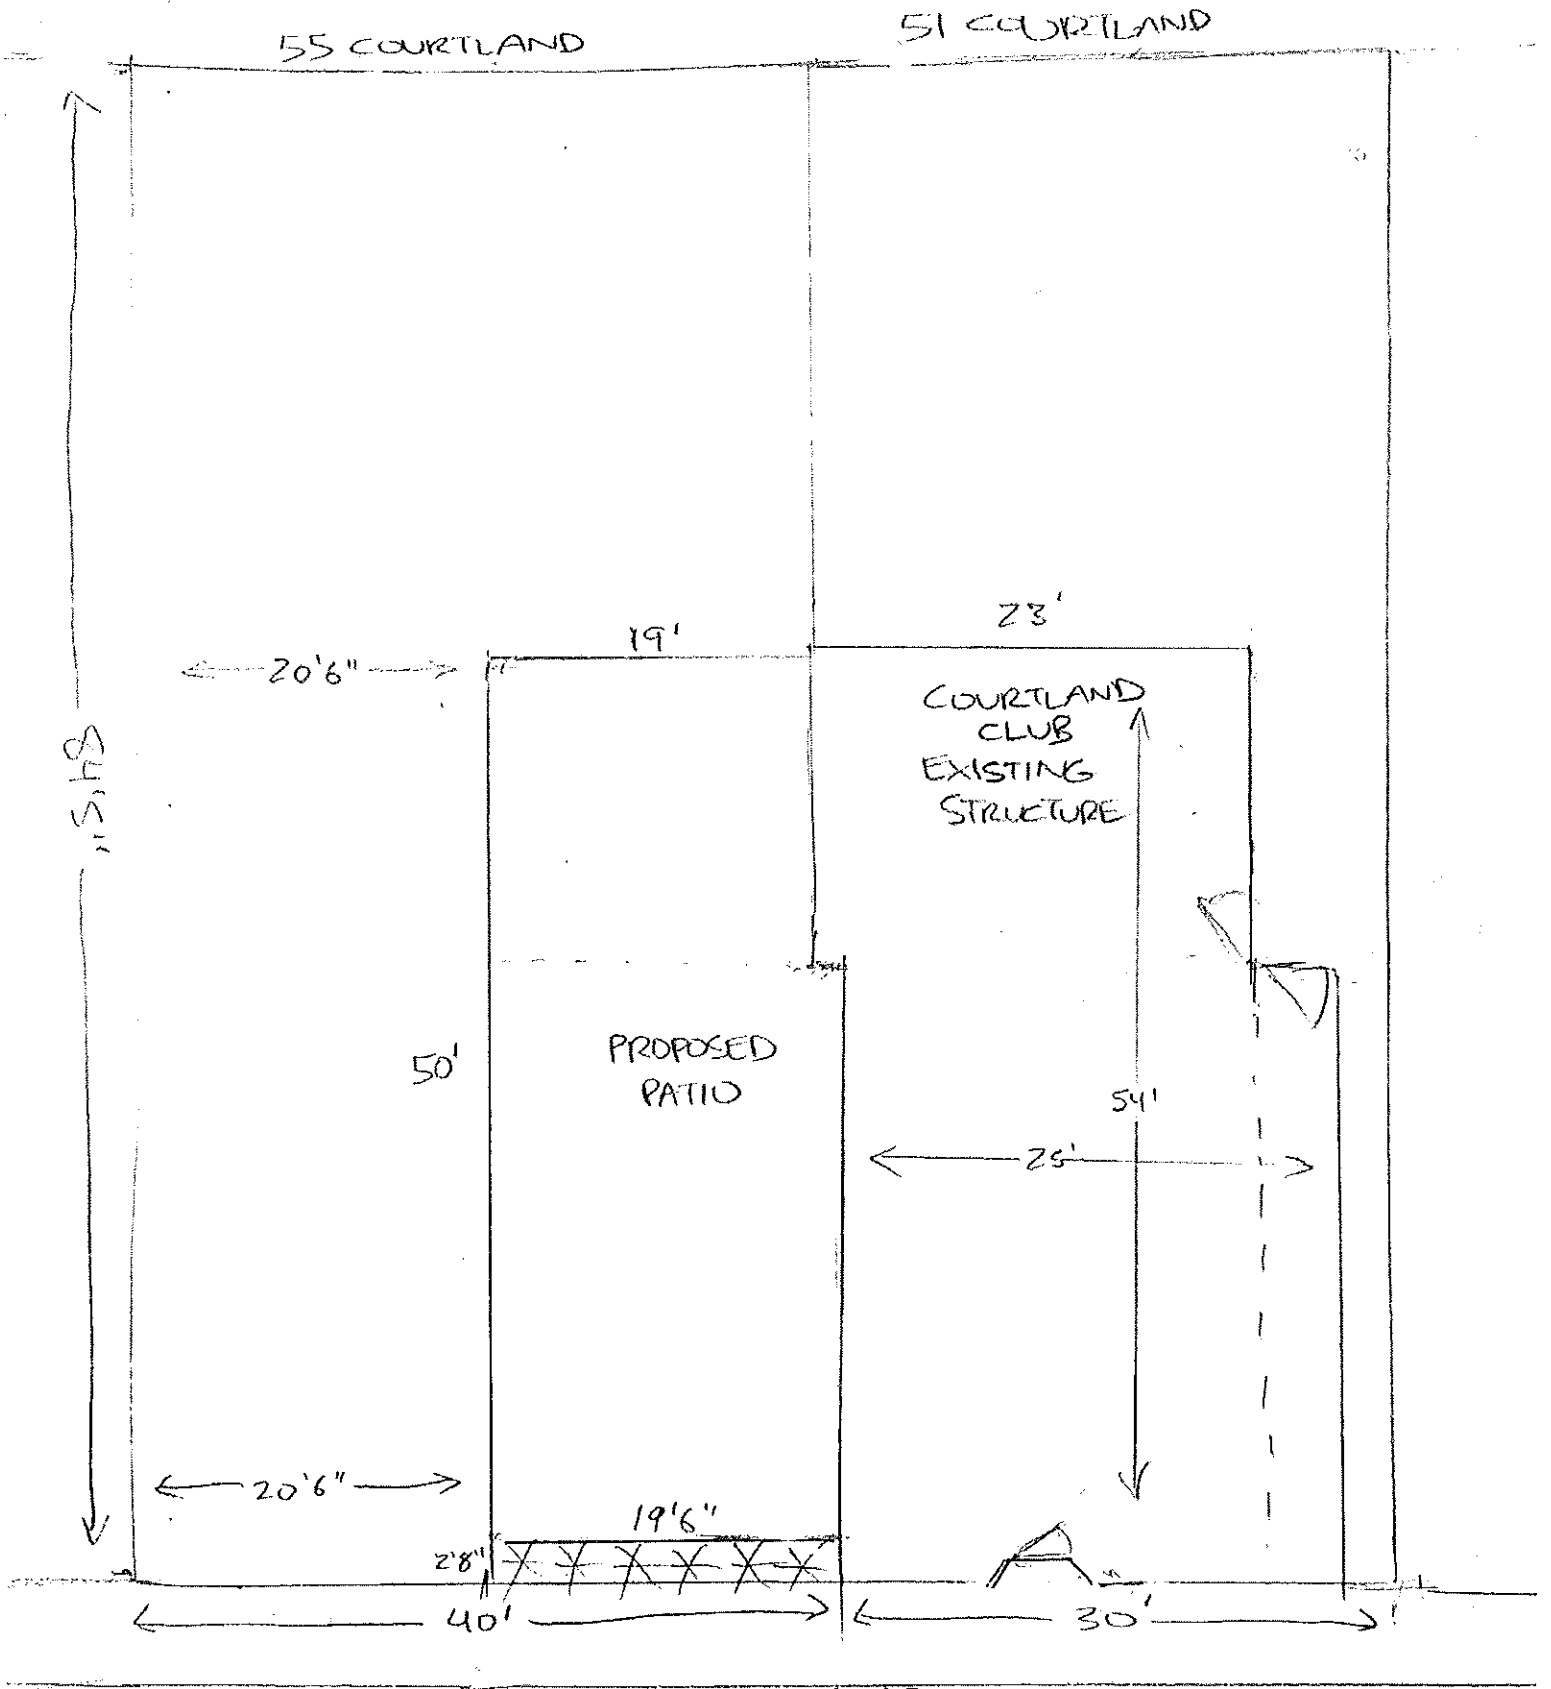 55 COURTLAND
51 COURTLAND
19'
23'
20'6"
COURTLAND
CLUB
EXISTING
STRUCTURE
84'5"
PROPOSED
PATIO
50'
54'
25'
20'6"
19'6"
2'8"
40'
30'